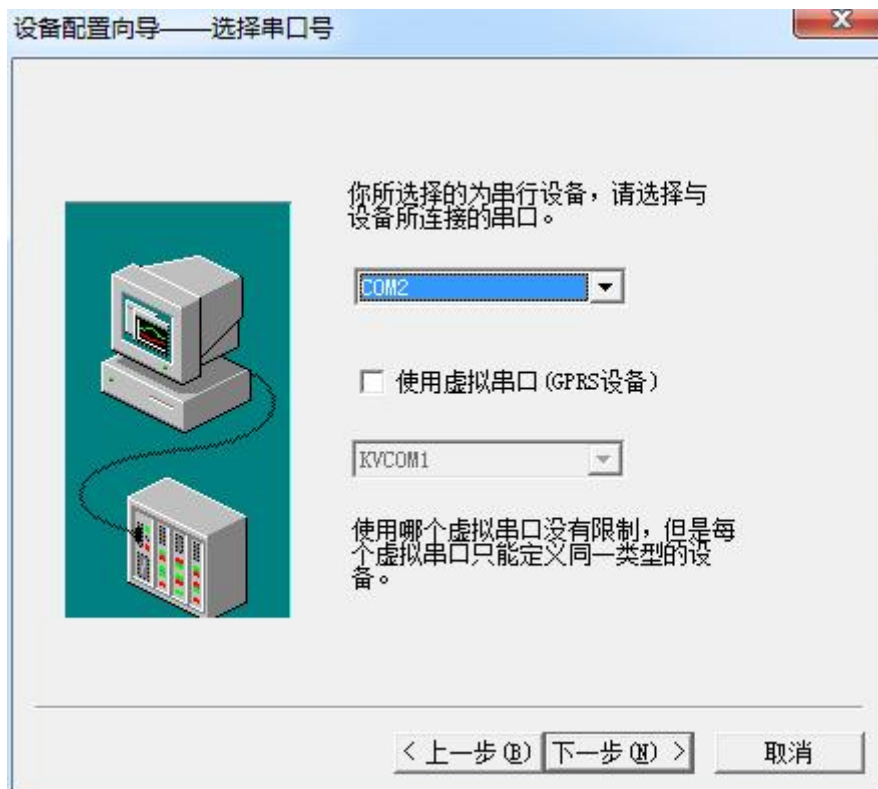 设备配置向导——选择串口号
你所选择的为串行设备，请选择与
设备所连接的串口。
COM2
使用虚拟串口(GPRS设备)
KVCOM1
使用哪个虚拟串口没有限制，但是每
个虚拟串口只能定义同一类型的设
备。
<上一步(B) 下一步(N)> 取消